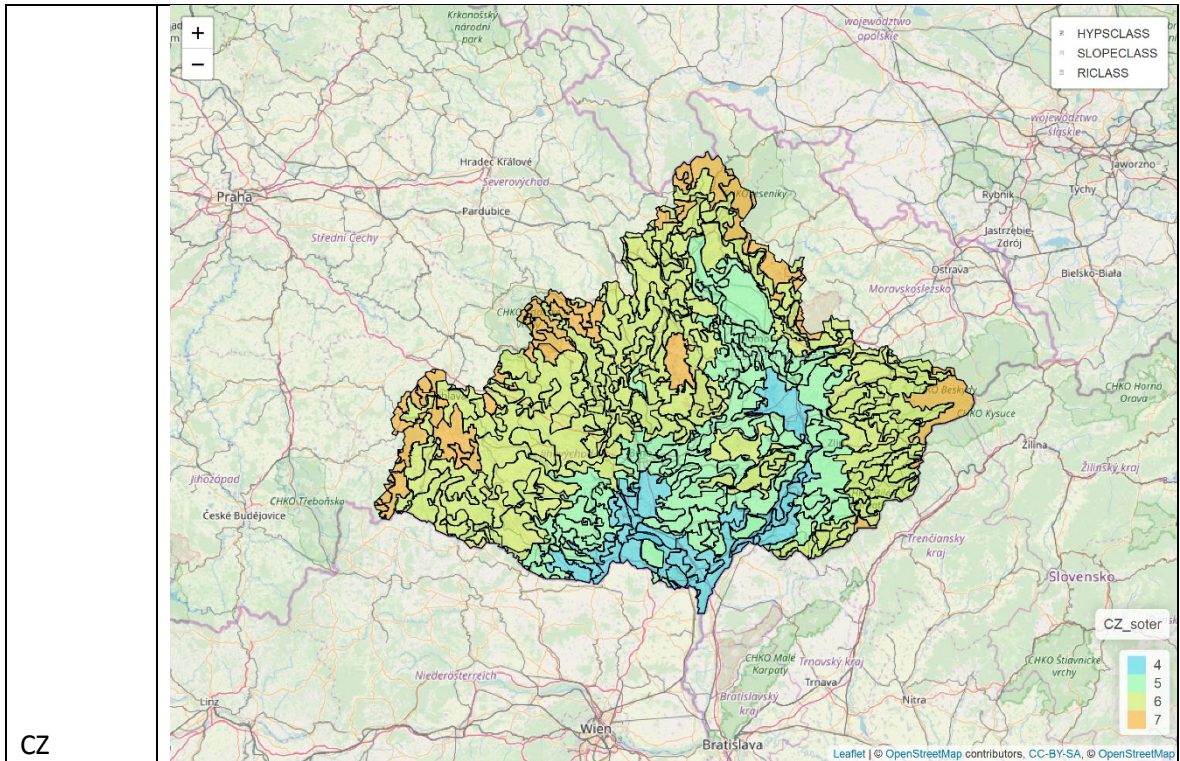 CZ
+
−
HYPSCLASS
SLOPECLASS
RICLASS
Krkonošský
národní
park
województwo
opolskie
województwo
śląskie
Jaworzno
Hradec Králové
Severovýchod
Praha
Pardubice
Rybnik
Tychy
Jastrzębie-
Zdrój
Střední Čechy
Ostrava
Bielsko-Biała
Moravskoslezsko
CHKO Horna
Orava
CHKO Beskydy
CHKO Kysuce
Žilina
Žilinský kraj
Jihozápad
CHKO Třeboňsko
České Budějovice
Trenčiansky
kraj
Slovensko
CZ_soter
4
5
6
7
CHKO Malé
Karpaty
Trnavský kraj
Trnava
CHKO Štiavnické
vrchy
Niederösterreich
Linz
Bratislavský
kraj
Nitra
Wien
Bratislava
Leaflet | © OpenStreetMap contributors, CC-BY-SA, © OpenStreetMap